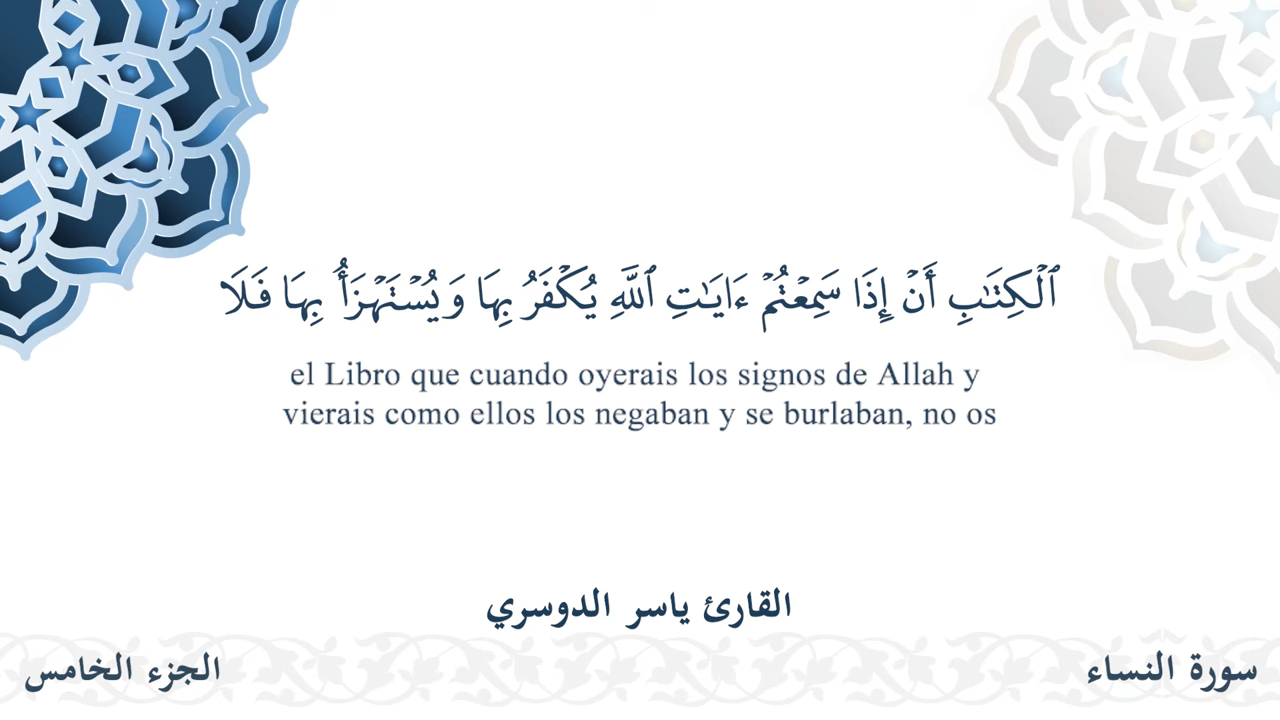 ٱلۡكِتَٰبِ أَنۡ إِذَا سَمِعۡتُمۡ ءَايَٰتِ ٱللَّهِ يُكۡفَرُ بِهَا وَيُسۡتَهۡزَأُ بِهَا فَلَا
el Libro que cuando oyerais los signos de Allah y
vierais como ellos los negaban y se burlaban, no os
القارئ ياسر الدوسري
سورة النساء
الجزء الخامس